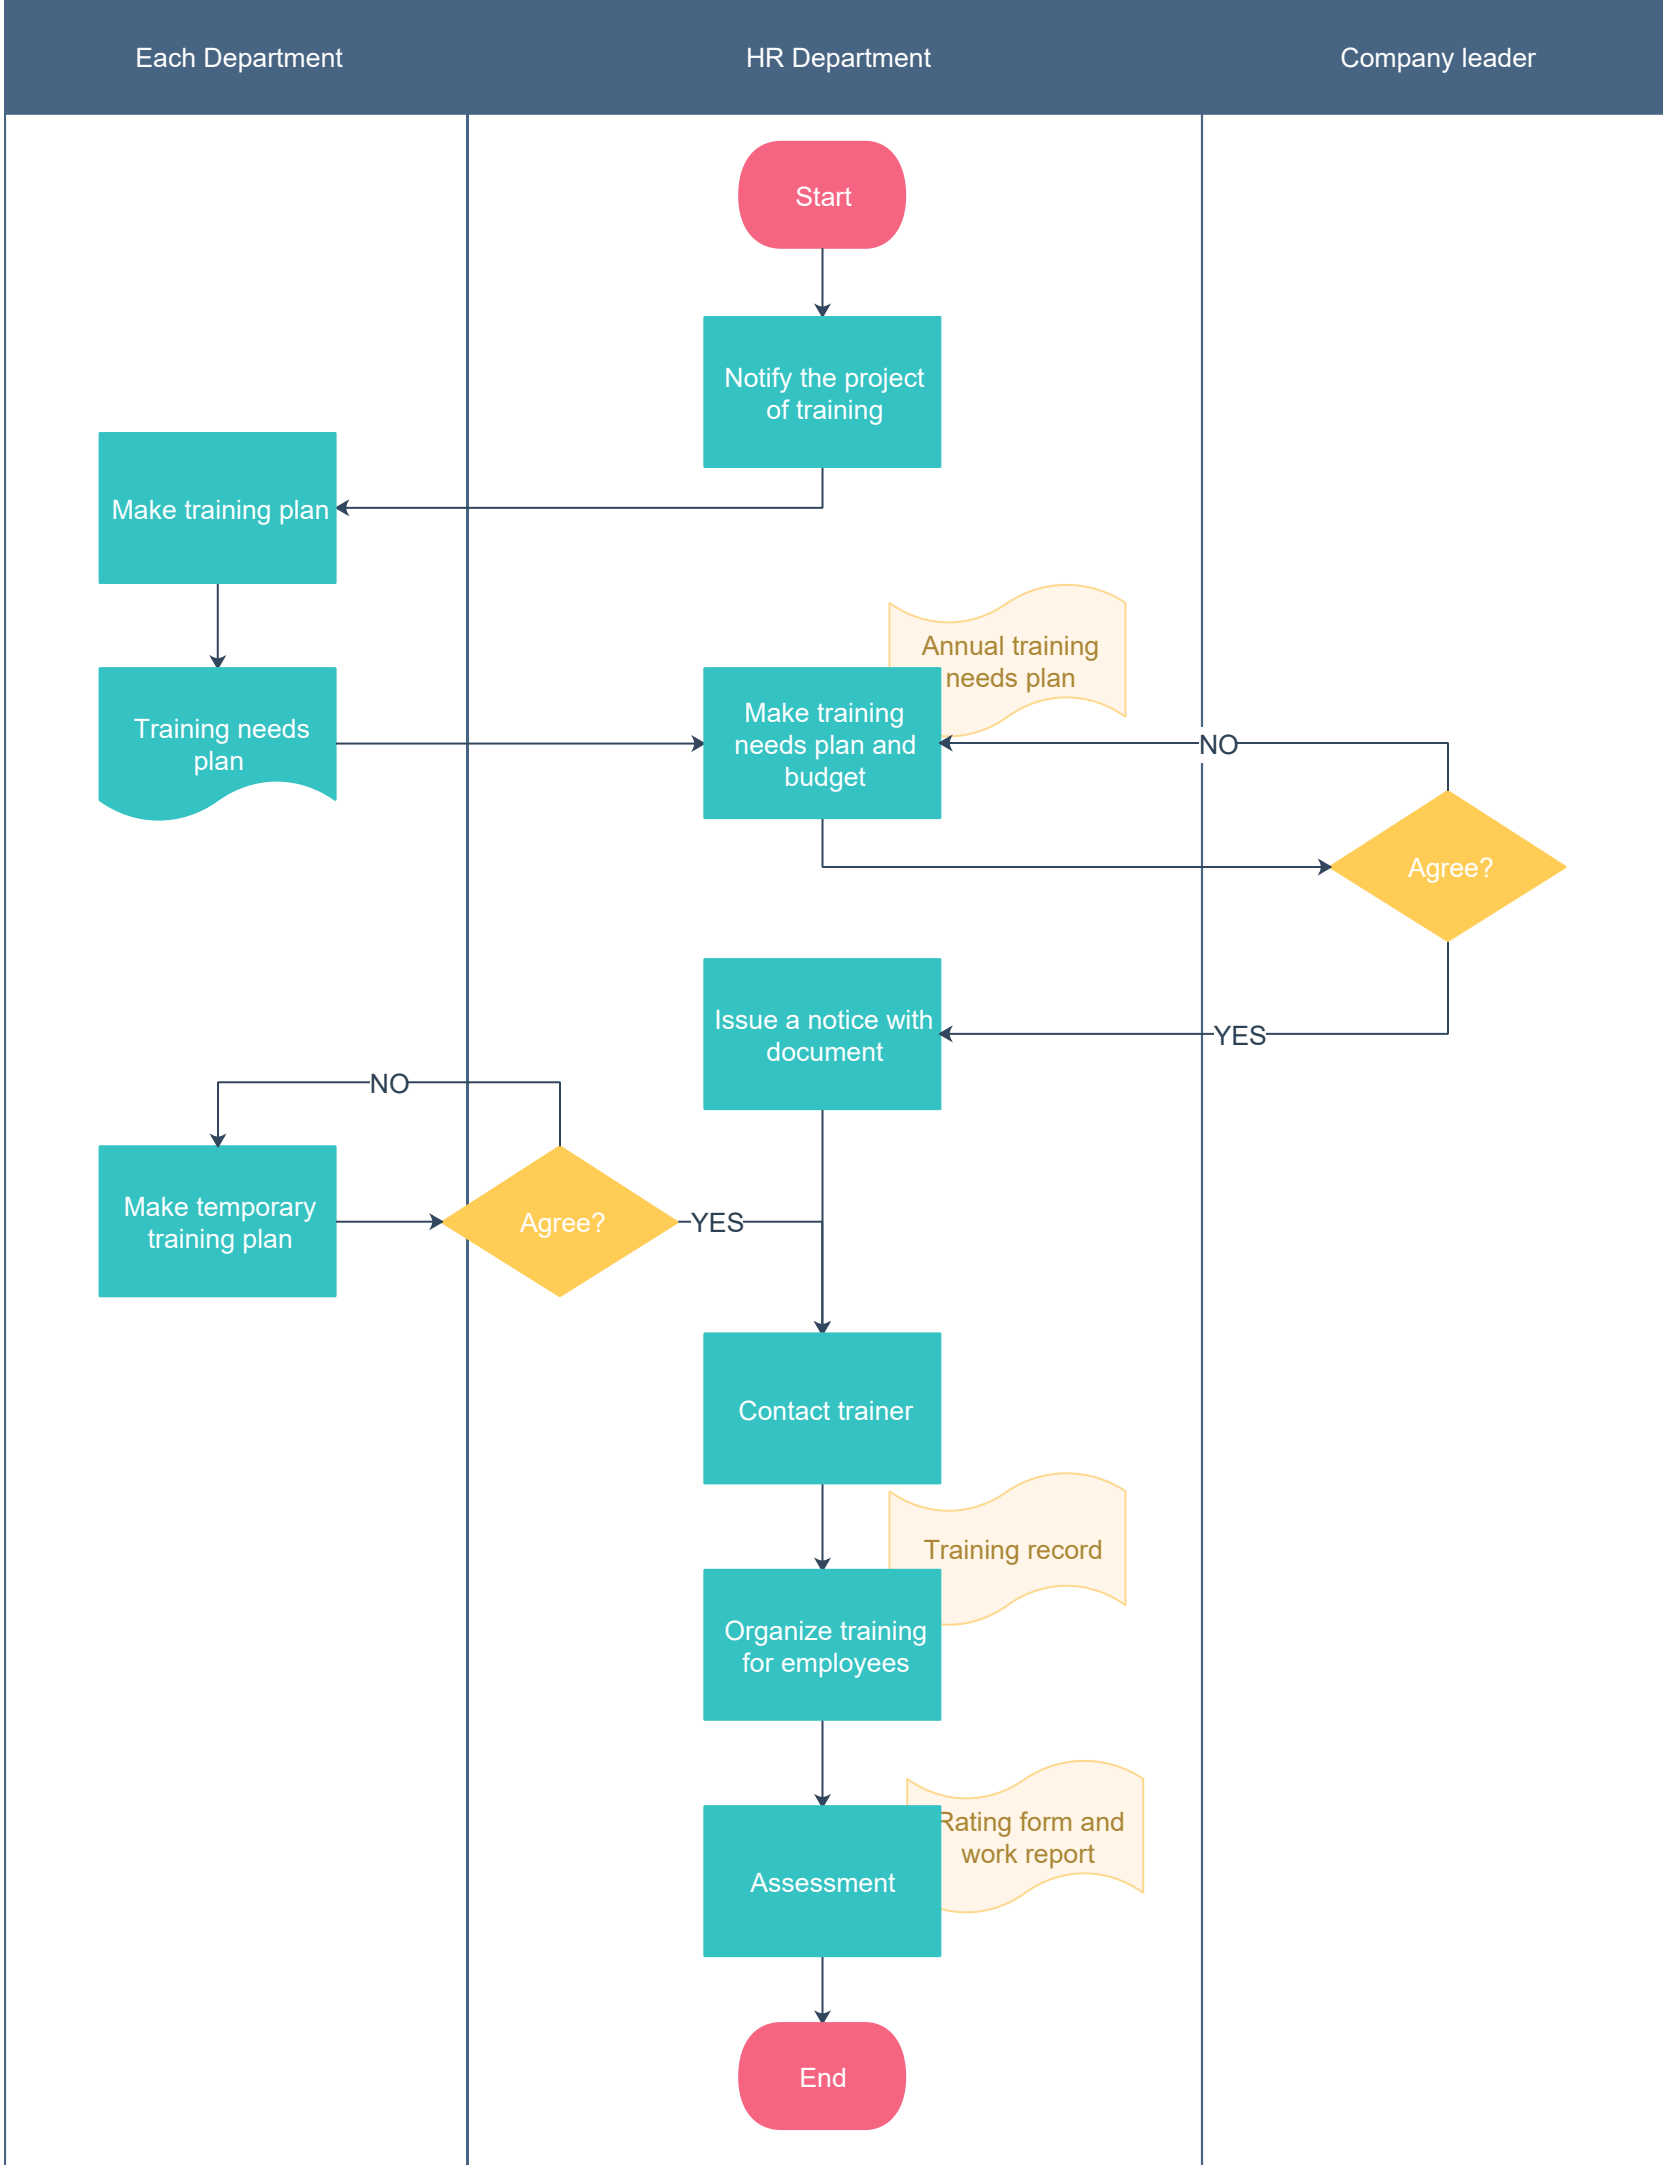 Each Department
HR Department
Company leader
Start
Notify the project
of training
Make training plan
Annual training
needs plan
Training needs
plan
Make training
needs plan and
budget
NO
Agree?
Issue a notice with
document
YES
NO
Make temporary
training plan
Agree?
YES
Contact trainer
Training record
Organize training
for employees
Rating form and
work report
Assessment
End